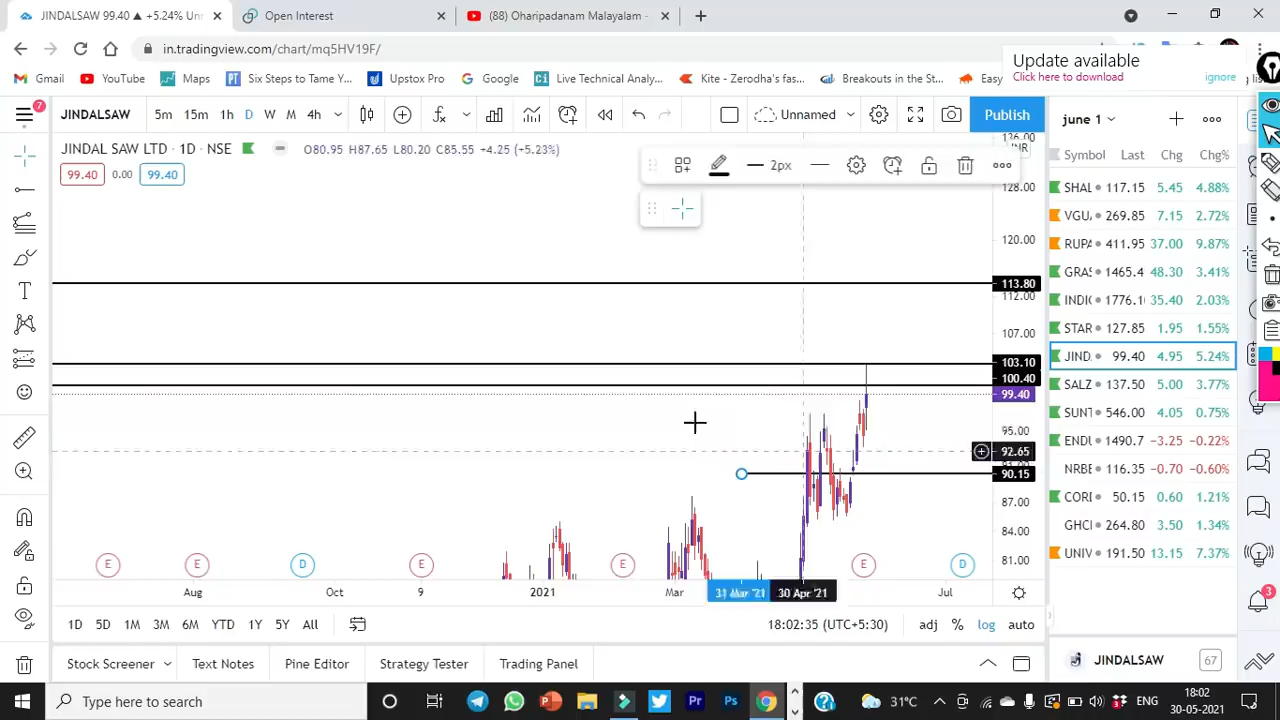 JINDALSAW 99.40 ▲ +5.24% Unr
Open Interest
(88) Oharipadanam Malayalam -
in.tradingview.com/chart/mq5HV19F/
Update available
Click here to download
ignore
Gmail
YouTube
Maps
Six Steps to Tame Y...
Upstox Pro
Google
Live Technical Analy...
Kite - Zerodha's fas...
Breakouts in the US...
Easy
7
JINDALSAW
5m 15m 1h D W M 4h
Unnamed
Publish
june 1
JINDAL SAW LTD · 1D · NSE
O80.95 H87.65 L80.20 C85.55 +4.25 (+5.23%)
99.40 0.00 99.40
2px
Symbol Last Chg Chg%
SHAL 117.15 5.45 4.88%
VGUA 269.85 7.15 2.72%
RUPA 411.95 37.00 9.87%
GRAS 1465.4 48.30 3.41%
INDIC 1776.1 35.40 2.03%
STAR 127.85 1.95 1.55%
JIND 99.40 4.95 5.24%
SALZ 137.50 5.00 3.77%
SUNT 546.00 4.05 0.75%
ENDU 1490.7 -3.25 -0.22%
NRBE 116.35 -0.70 -0.60%
CORD 50.15 0.60 1.21%
GHCI 264.80 3.50 1.34%
UNIV 191.50 13.15 7.37%
136.00
INR
128.00
120.00
113.80
112.00
107.00
103.10
100.40
99.40
95.00
92.65
90.15
87.00
84.00
81.00
E E D E E E D
Aug Oct 9 2021 Mar 31 Mar '21 30 Apr '21 Jul
1D 5D 1M 3M 6M YTD 1Y 5Y All
18:02:35 (UTC+5:30)
adj % log auto
3
Stock Screener
Text Notes
Pine Editor
Strategy Tester
Trading Panel
JINDALSAW
67
Type here to search
31°C
ENG
18:02
30-05-2021